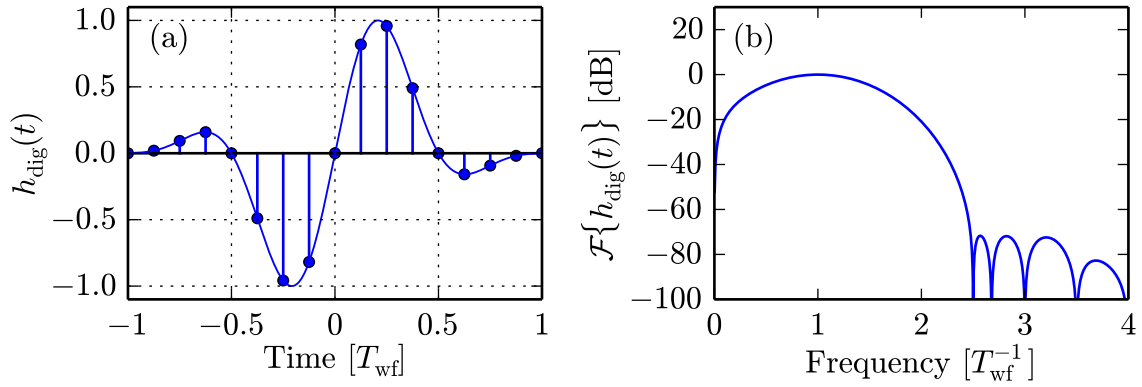 (a)
1.0
0.5
0.0
−0.5
−1.0
h_dig(t)
−1 −0.5 0 0.5 1
Time [T_wf]
(b)
20
0
−20
−40
−60
−80
−100
ℱ{h_dig(t)} [dB]
0 1 2 3 4
Frequency [T_wf^−1]